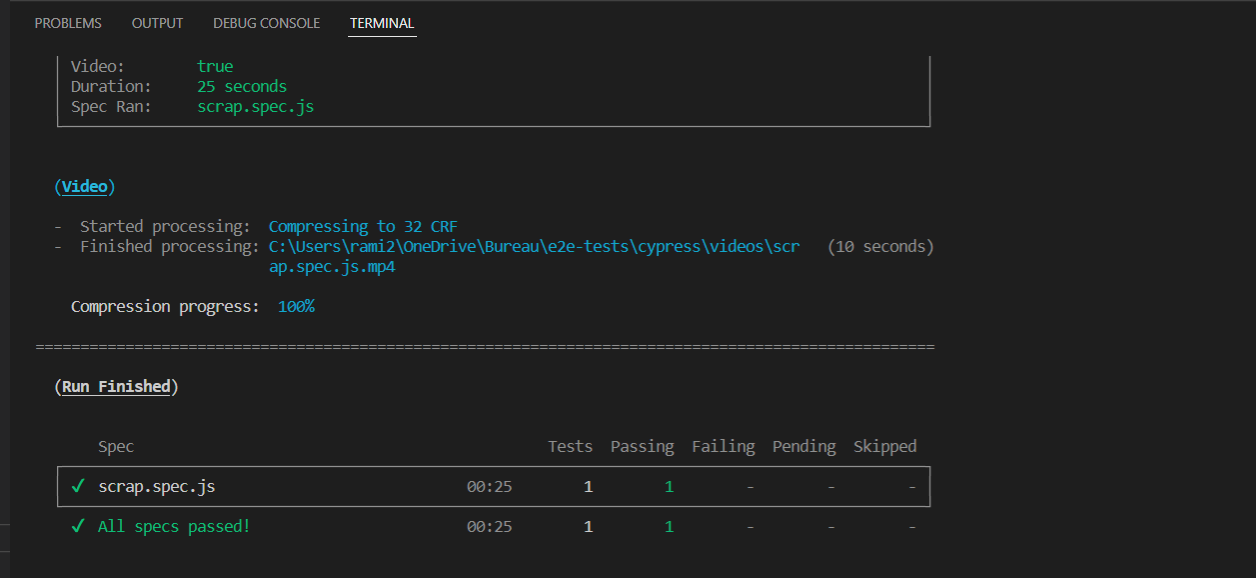 PROBLEMS OUTPUT DEBUG CONSOLE TERMINAL
Video: true
Duration: 25 seconds
Spec Ran: scrap.spec.js
(Video)
- Started processing: Compressing to 32 CRF
- Finished processing: C:\Users\rami2\OneDrive\Bureau\e2e-tests\cypress\videos\scr (10 seconds)
ap.spec.js.mp4
Compression progress: 100%
====================================================================================================
(Run Finished)
Spec Tests Passing Failing Pending Skipped
✓ scrap.spec.js 00:25 1 1 - - -
✓ All specs passed! 00:25 1 1 - - -